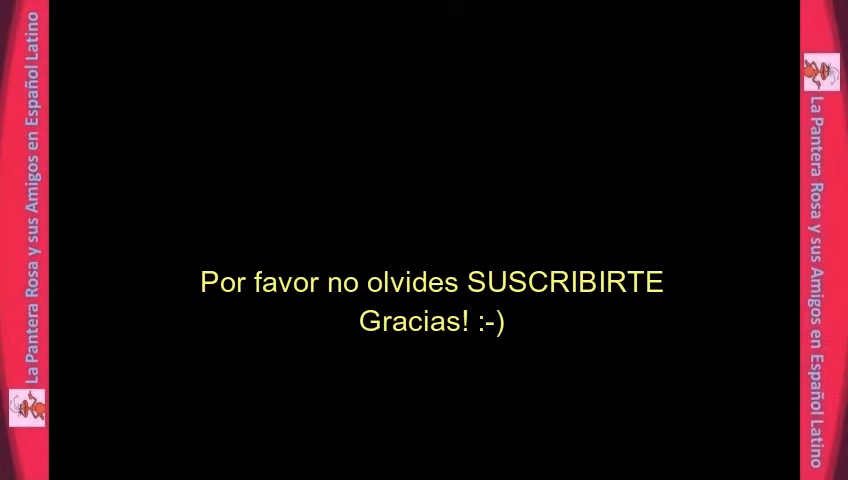 La Pantera Rosa y sus Amigos en Español Latino
Por favor no olvides SUSCRIBIRTE
Gracias! :-)
La Pantera Rosa y sus Amigos en Español Latino